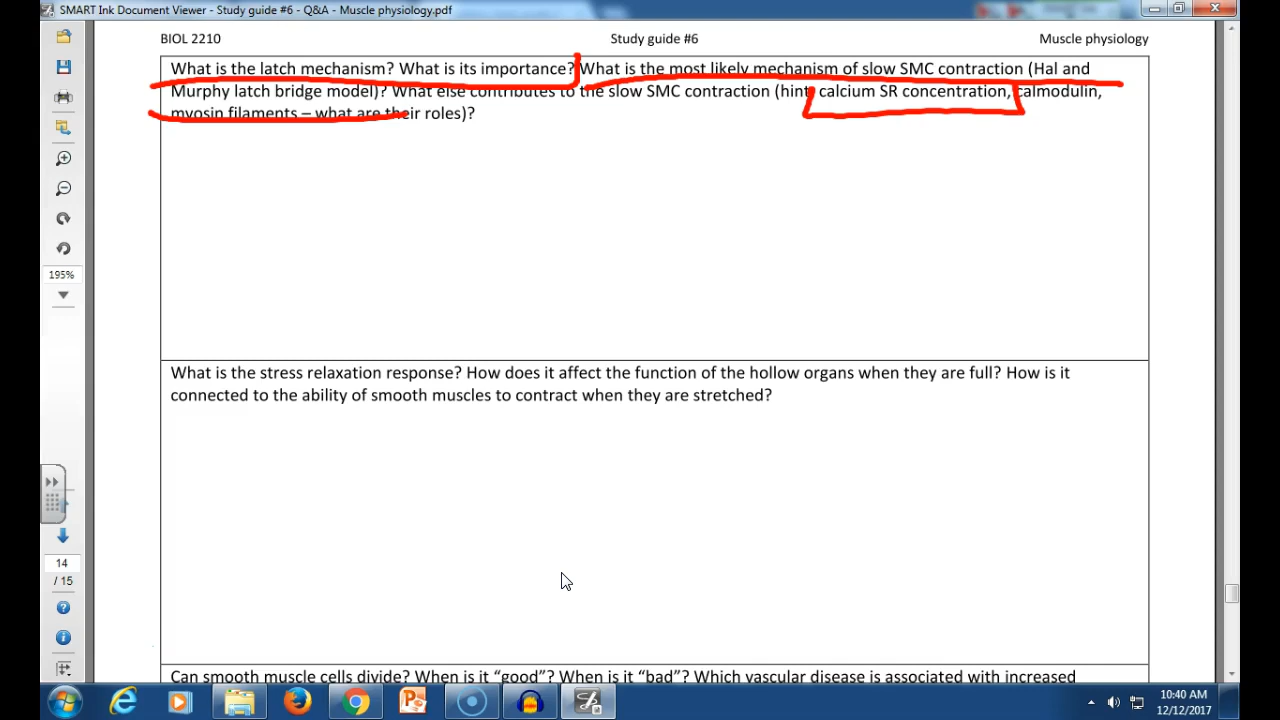 SMART Ink Document Viewer - Study guide #6 - Q&A - Muscle physiology.pdf
BIOL 2210 Study guide #6 Muscle physiology
What is the latch mechanism? What is its importance? What is the most likely mechanism of slow SMC contraction (Hal and
Murphy latch bridge model)? What else contributes to the slow SMC contraction (hint calcium SR concentration, calmodulin,
myosin filaments – what are their roles)?
195%
What is the stress relaxation response? How does it affect the function of the hollow organs when they are full? How is it
connected to the ability of smooth muscles to contract when they are stretched?
14
/ 15
Can smooth muscle cells divide? When is it “good”? When is it “bad”? Which vascular disease is associated with increased
10:40 AM
12/12/2017